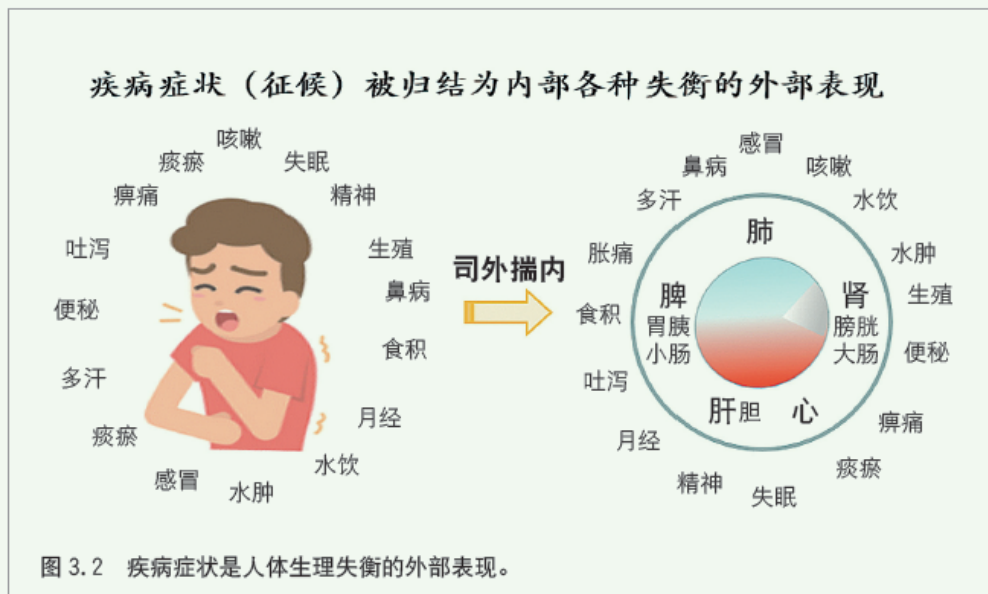 疾病症状（征候）被归结为内部各种失衡的外部表现
咳嗽
痰瘀
失眠
痹痛
精神
吐泻
生殖
便秘
鼻病
多汗
食积
痰瘀
月经
感冒
水饮
水肿
司外揣内
感冒
鼻病
咳嗽
多汗
水饮
胀痛
水肿
食积
生殖
吐泻
便秘
月经
痹痛
精神
痰瘀
失眠
肺
脾
胃胰
小肠
肾
膀胱
大肠
肝胆
心
图 3.2 疾病症状是人体生理失衡的外部表现。